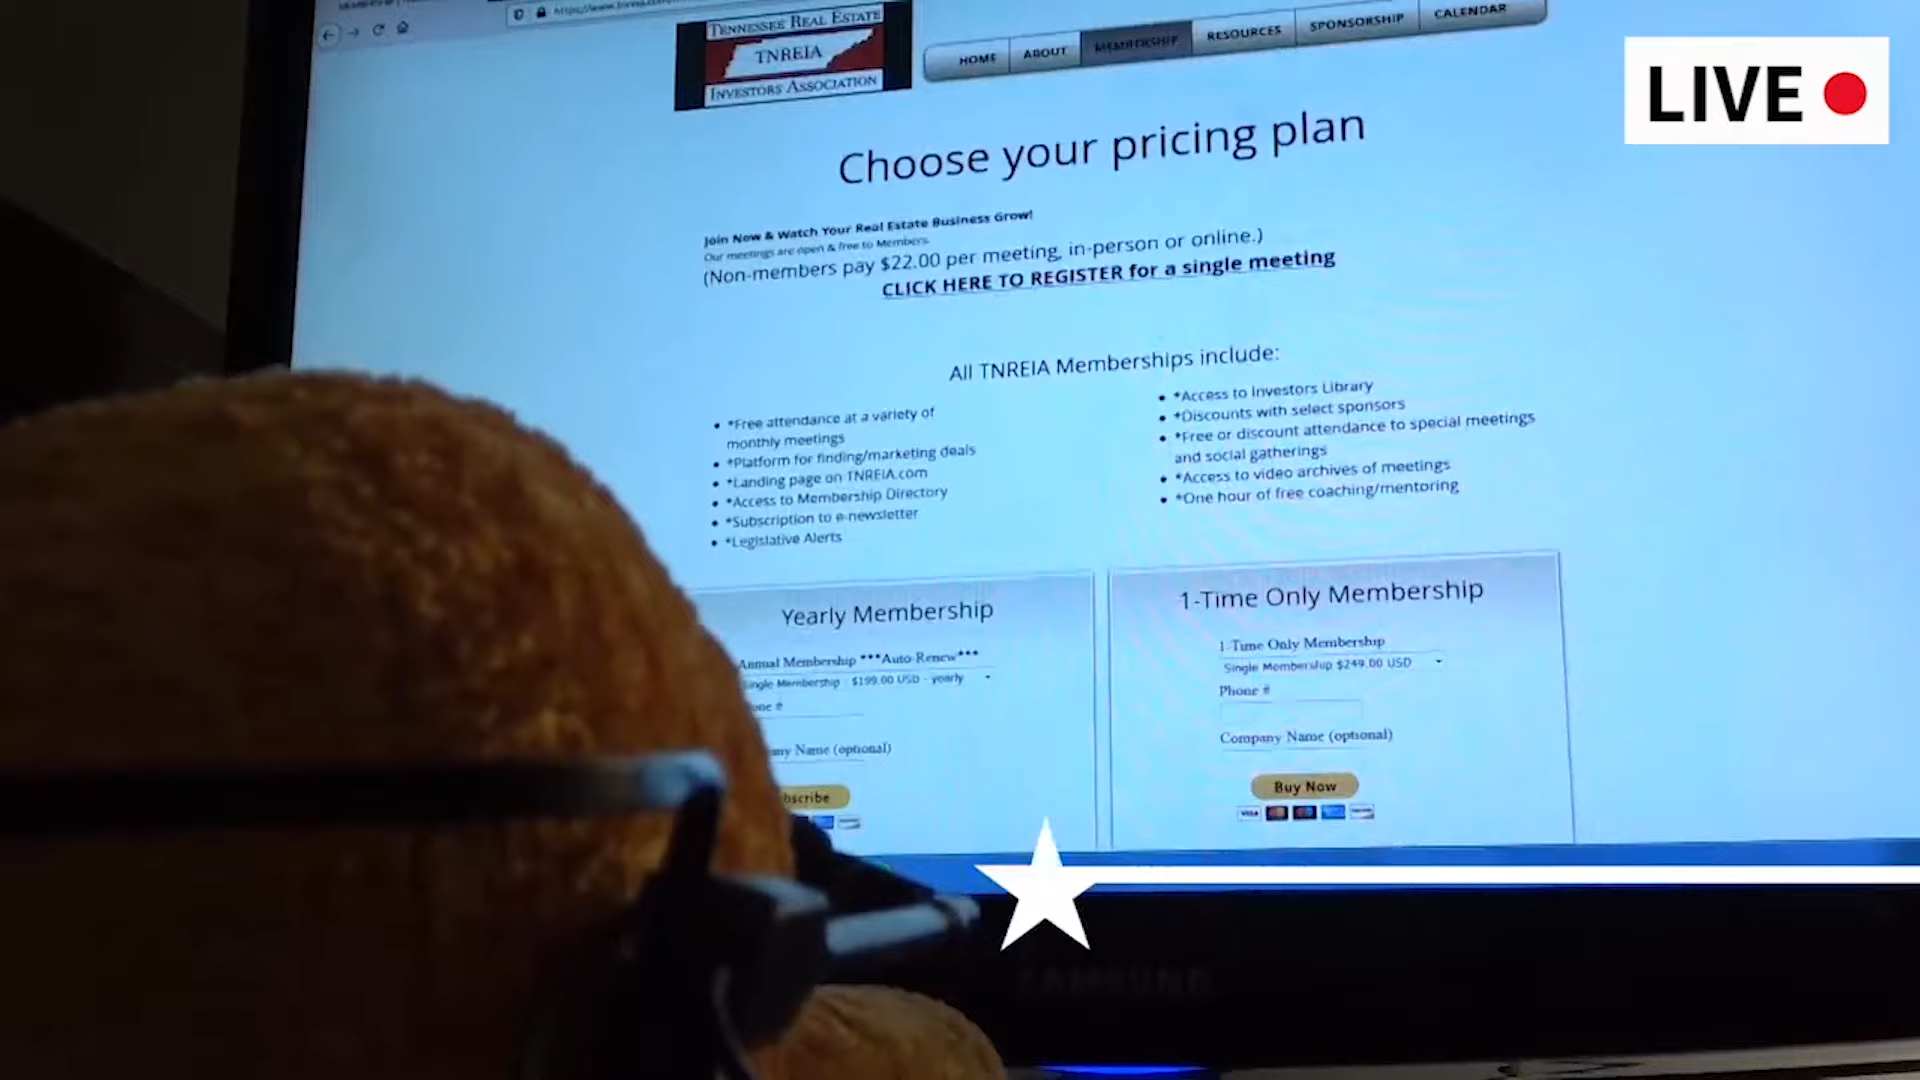 TENNESSEE REAL ESTATE
TNREIA
INVESTORS ASSOCIATION
HOME
ABOUT
MEMBERSHIP
RESOURCES
SPONSORSHIP
CALENDAR
LIVE
Choose your pricing plan
Join Now & Watch Your Real Estate Business Grow!
Our meetings are open & free to Members.
(Non-members pay $22.00 per meeting, in-person or online.)
CLICK HERE TO REGISTER for a single meeting
All TNREIA Memberships include:
*Free attendance at a variety of
monthly meetings
*Platform for finding/marketing deals
*Landing page on TNREIA.com
*Access to Membership Directory
*Subscription to e-newsletter
*Legislative Alerts
*Access to Investors Library
*Discounts with select sponsors
*Free or discount attendance to special meetings
and social gatherings
*Access to video archives of meetings
*One hour of free coaching/mentoring
Yearly Membership
Annual Membership ***Auto-Renew***
ingle Membership : $199.00 USD - yearly
one #
my Name (optional)
bscribe
1-Time Only Membership
1-Time Only Membership
Single Membership $249.00 USD
Phone #
Company Name (optional)
Buy Now
VISA
SAMSUNG